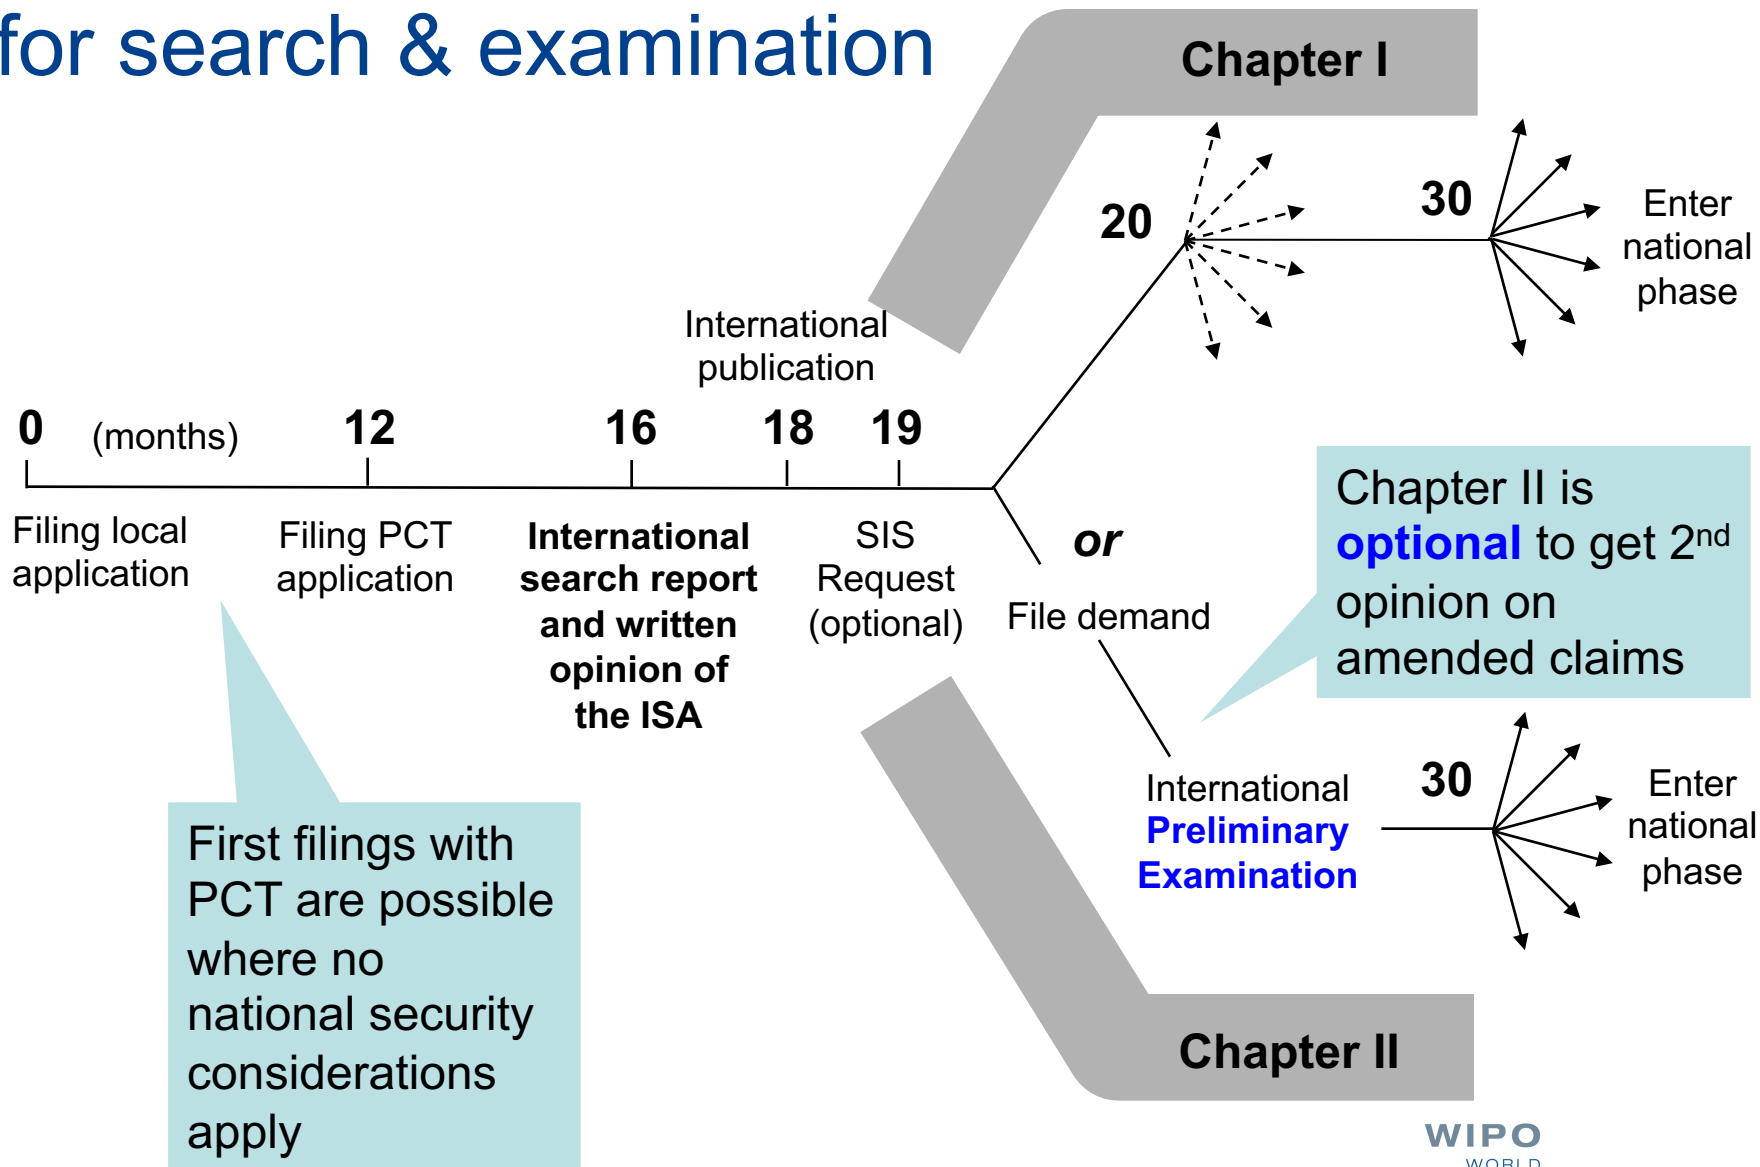 for search & examination
Chapter I
20
30
Enter
national
phase
International
publication
0
(months)
12
16
18
19
Filing local
application
Filing PCT
application
International
search report
and written
opinion of
the ISA
SIS
Request
(optional)
or
File demand
Chapter II is
optional to get 2nd
opinion on
amended claims
International
Preliminary
Examination
30
Enter
national
phase
First filings with
PCT are possible
where no
national security
considerations
apply
Chapter II
WIPO
WORLD